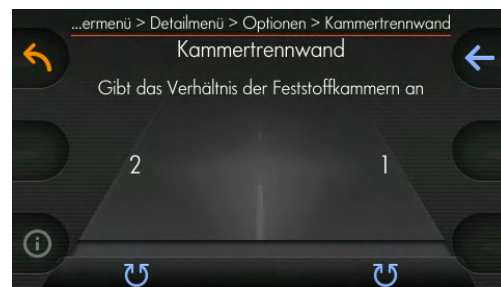 ...ermenü > Detailmenü > Optionen > Kammertrennwand
Kammertrennwand
Gibt das Verhältnis der Feststoffkammern an
2 1